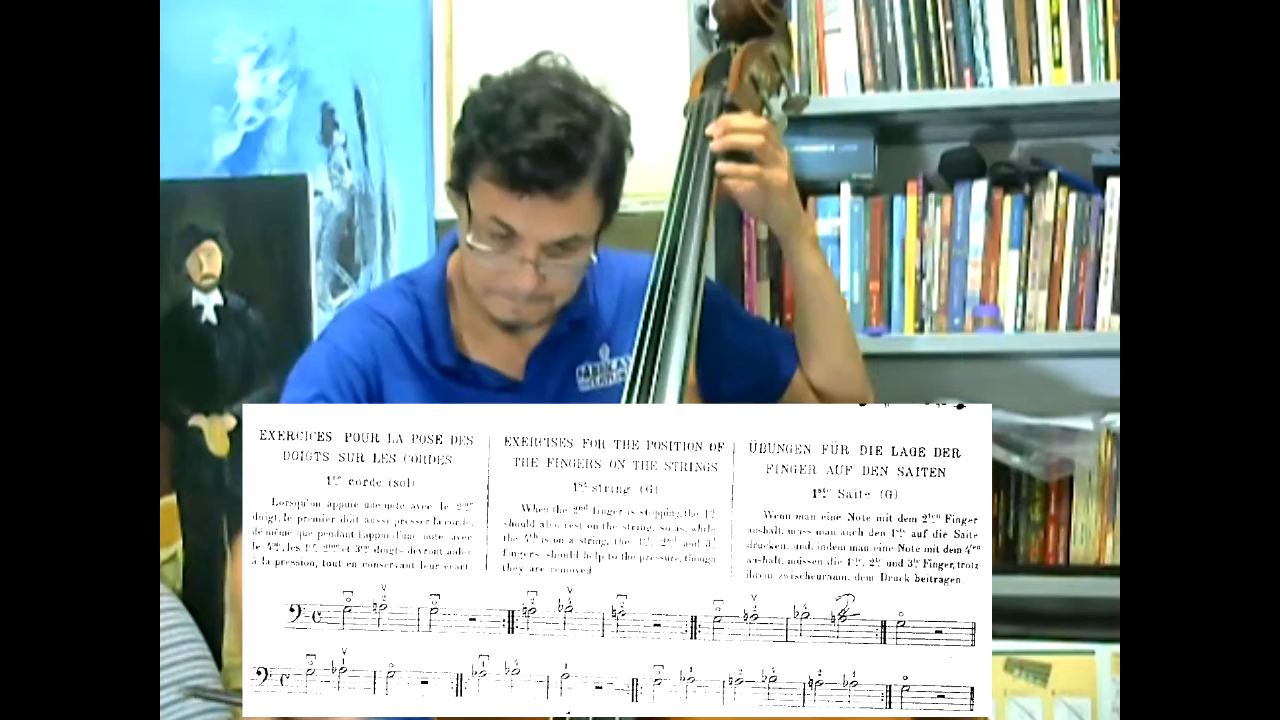 EXERCICES POUR LA POSE DES
DOIGTS SUR LES CORDES
1re corde (sol)
Lorsqu'on appuie une note avec le 2me
doigt, le premier doit aussi presser la corde,
de même que pendant l'appui d'une note avec
le 4me, les 1er, 2me et 3me doigts devront aider
à la pression, tout en conservant leur écart
EXERCISES FOR THE POSITION OF
THE FINGERS ON THE STRINGS
1st string (G)
When the 2nd finger is stopping, the 1st
should also rest on the string, so as, while
the 4th is on a string, the 1st, 2nd and 3d
fingers should help to the pressure, though
they are removed
ÜBUNGEN FÜR DIE LAGE DER
FINGER AUF DEN SAITEN
1ste Saite (G)
Wenn man eine Note mit dem 2ten Finger
aushält, muss man auch den 1ste auf die Saite
drücken, und, indem man eine Note mit dem 4ten
aushält, müssen die 1te, 2te und 3te Finger, trotz
ihrem zwischenraum, dem Druck beitragen.